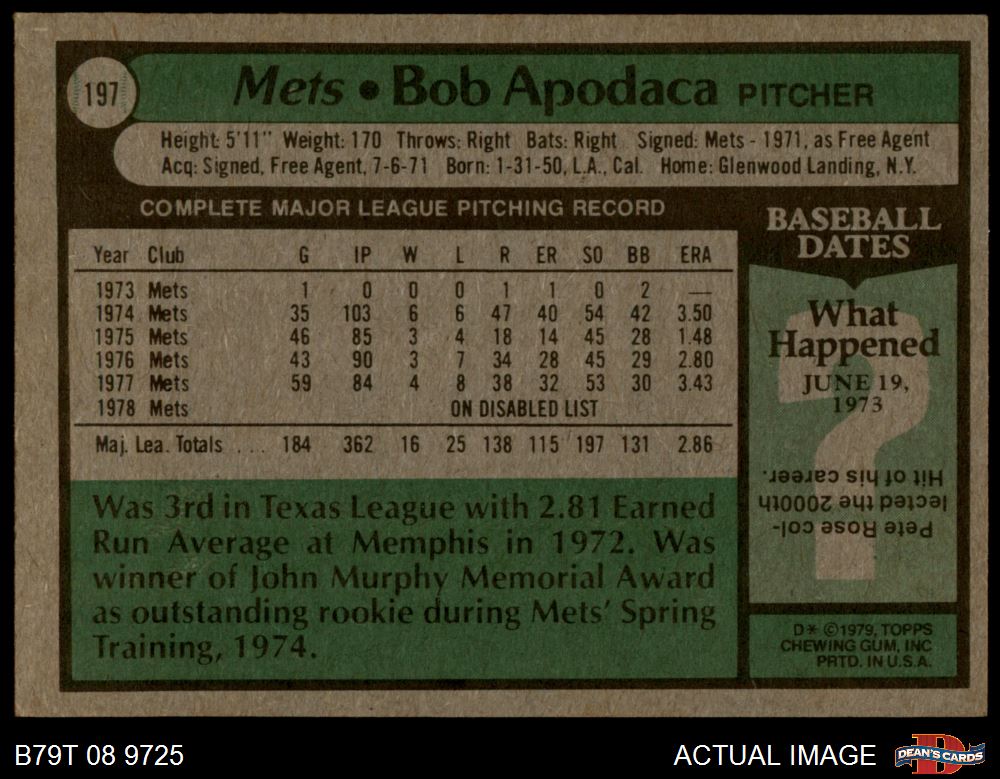 197
Mets • Bob Apodaca PITCHER
Height: 5'11" Weight: 170 Throws: Right Bats: Right Signed: Mets - 1971, as Free Agent
Acq: Signed, Free Agent, 7-6-71 Born: 1-31-50, L.A., Cal. Home: Glenwood Landing, N.Y.
COMPLETE MAJOR LEAGUE PITCHING RECORD
Year Club G IP W L R ER SO BB ERA
1973 Mets 1 0 0 0 1 1 0 2 —
1974 Mets 35 103 6 6 47 40 54 42 3.50
1975 Mets 46 85 3 4 18 14 45 28 1.48
1976 Mets 43 90 3 7 34 28 45 29 2.80
1977 Mets 59 84 4 8 38 32 53 30 3.43
1978 Mets ON DISABLED LIST
Maj. Lea. Totals . . . 184 362 16 25 138 115 197 131 2.86
Was 3rd in Texas League with 2.81 Earned
Run Average at Memphis in 1972. Was
winner of John Murphy Memorial Award
as outstanding rookie during Mets' Spring
Training, 1974.
BASEBALL
DATES
What
Happened
JUNE 19,
1973
?
Pete Rose col-
lected the 2000th
Hit of his career.
D* ©1979, TOPPS
CHEWING GUM, INC
PRTD. IN U.S.A.
B79T 08 9725
ACTUAL IMAGE
DEAN'S CARDS